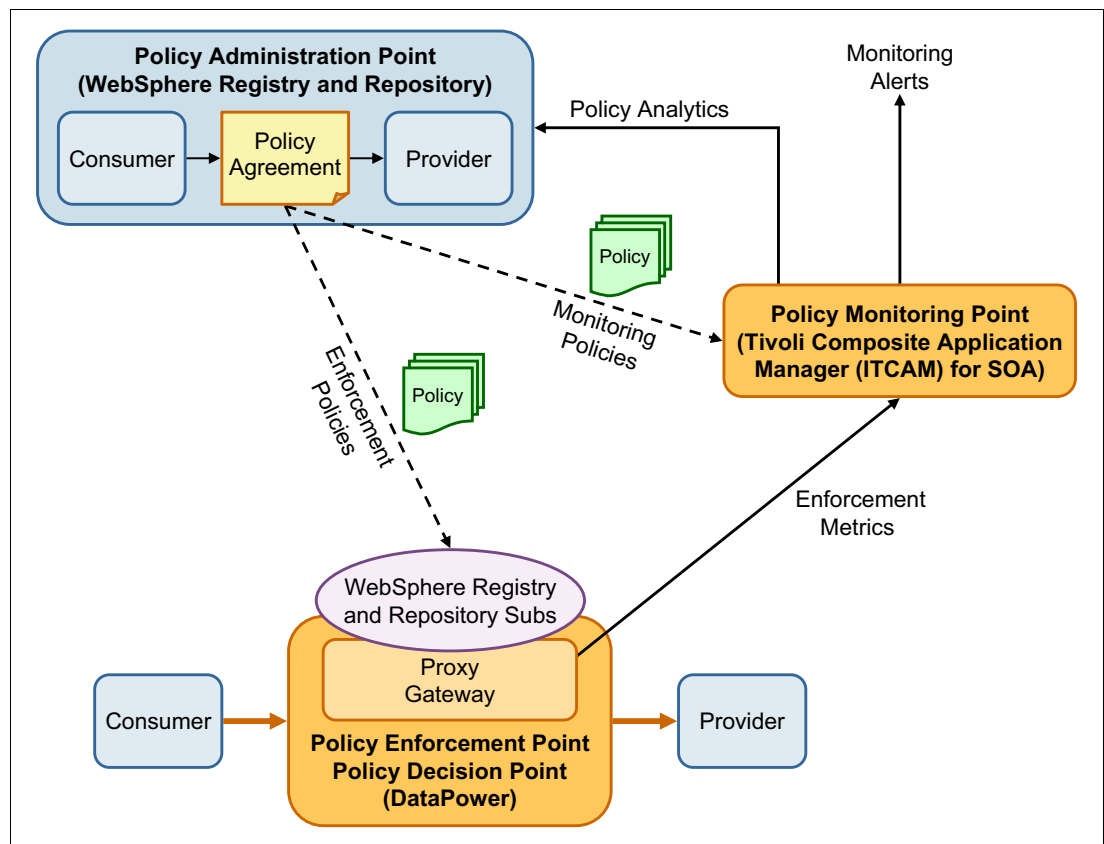 Policy Administration Point
(WebSphere Registry and Repository)
Consumer
Policy
Agreement
Provider
Policy Analytics
Monitoring
Alerts
Policy
Monitoring
Policies
Policy Monitoring Point
(Tivoli Composite Application
Manager (ITCAM) for SOA)
Enforcement
Policies
Policy
Enforcement
Metrics
WebSphere Registry
and Repository Subs
Proxy
Gateway
Consumer
Provider
Policy Enforcement Point
Policy Decision Point
(DataPower)